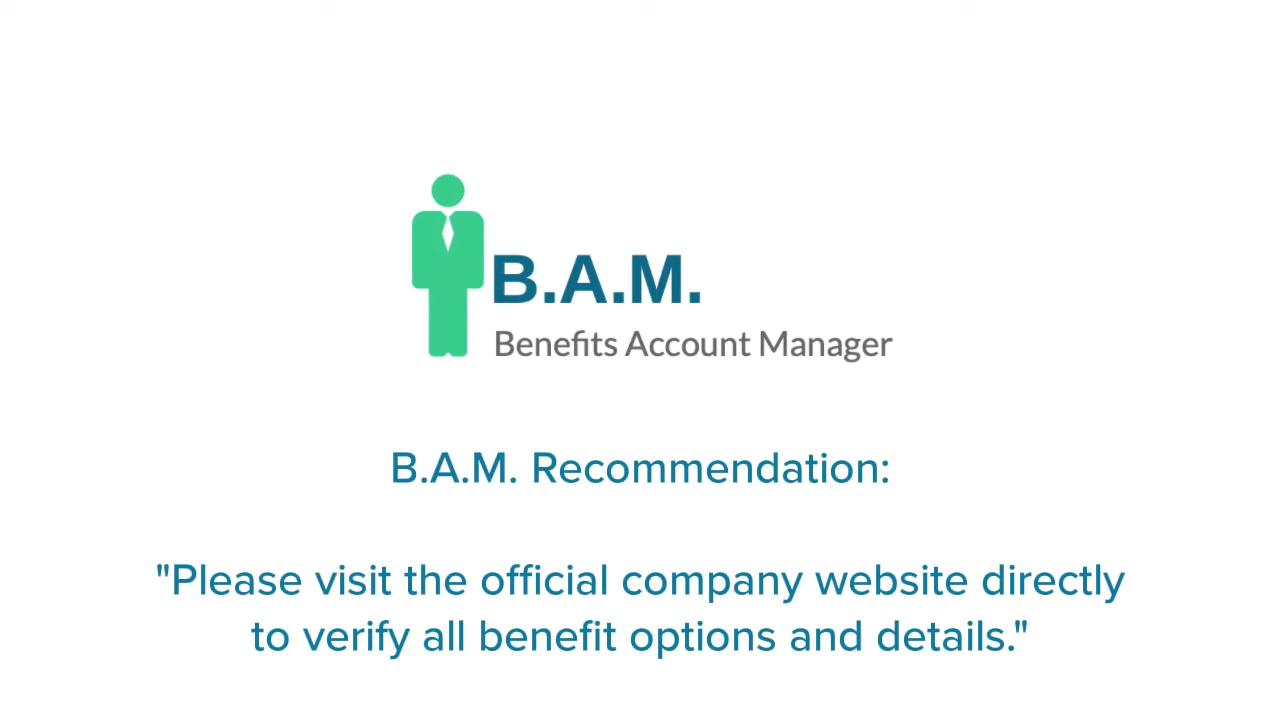 B.A.M.
Benefits Account Manager
B.A.M. Recommendation:
"Please visit the official company website directly
to verify all benefit options and details."